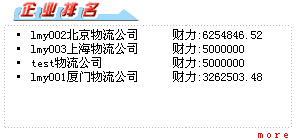 企业排名
lmy002北京物流公司 财力:6254846.52
lmy003上海物流公司 财力:5000000
test物流公司 财力:5000000
lmy001厦门物流公司 财力:3262503.48
more